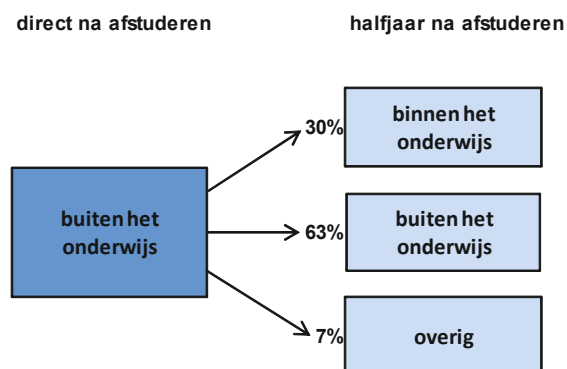 direct na afstuderen
halfjaar na afstuderen
buiten het
onderwijs
30%
binnen het
onderwijs
63%
buiten het
onderwijs
7%
overig